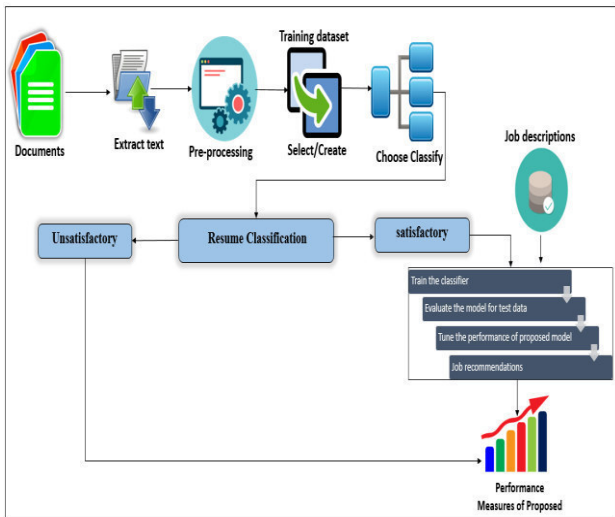 Documents
Extract text
Pre-processing
Training dataset
Select/Create
Choose Classify
Job descriptions
Unsatisfactory
Resume Classification
satisfactory
Train the classifier
Evaluate the model for test data
Tune the performance of proposed model
Job recommendations
Performance
Measures of Proposed